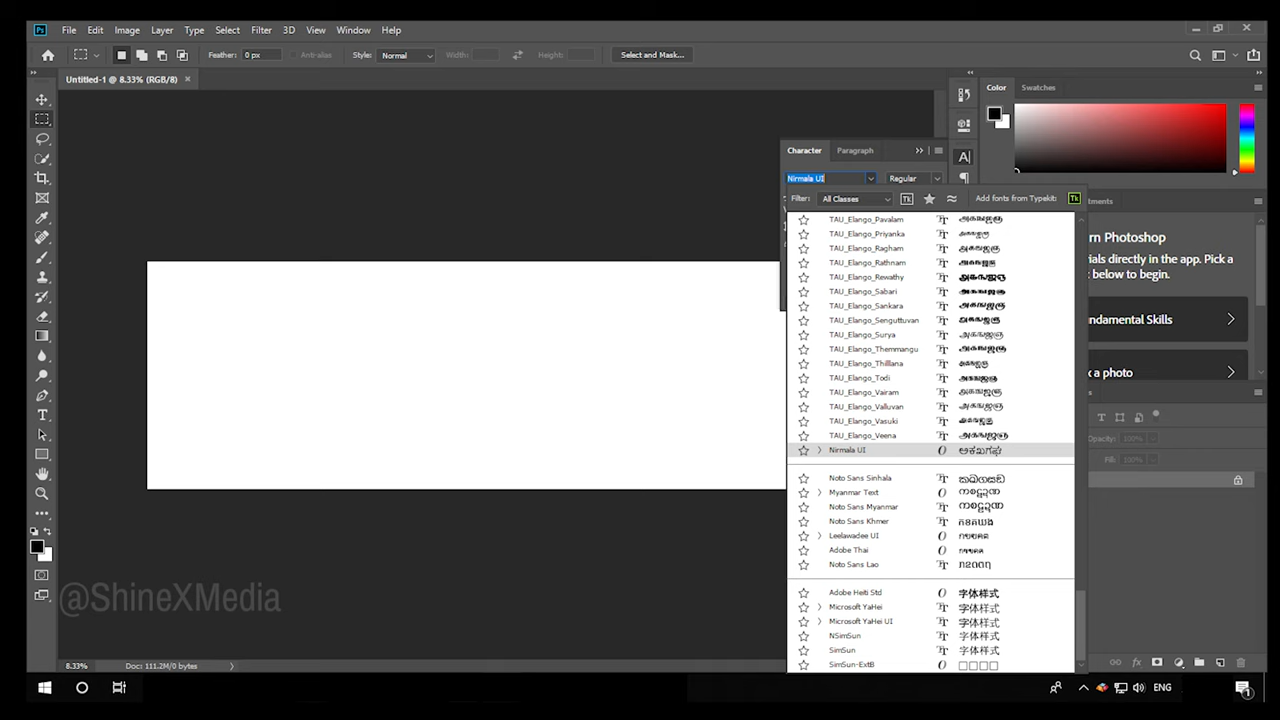 File Edit Image Layer Type Select Filter 3D View Window Help
Feather: 0 px Anti-alias Style: Normal Width: Height: Select and Mask...
Untitled-1 @ 8.33% (RGB/8)
Color Swatches
Character Paragraph
Nirmala UI Regular
Filter: All Classes Add fonts from Typekit: Tk
TAU_Elango_Pavalam
TAU_Elango_Priyanka
TAU_Elango_Ragham
TAU_Elango_Rathnam
TAU_Elango_Rewathy
TAU_Elango_Sabari
TAU_Elango_Sankara
TAU_Elango_Senguttuvan
TAU_Elango_Surya
TAU_Elango_Themmangu
TAU_Elango_Thillana
TAU_Elango_Todi
TAU_Elango_Vairam
TAU_Elango_Valluvan
TAU_Elango_Vasuki
TAU_Elango_Veena
Nirmala UI
Noto Sans Sinhala
Myanmar Text
Noto Sans Myanmar
Noto Sans Khmer
Leelawadee UI
Adobe Thai
Noto Sans Lao
Adobe Heiti Std 字体样式
Microsoft YaHei 字体样式
Microsoft YaHei UI 字体样式
NSimSun 字体样式
SimSun 字体样式
SimSun-ExtB
rn Photoshop
rials directly in the app. Pick a
below to begin.
ndamental Skills
k a photo
Opacity: 100%
Fill: 100%
@ShineXMedia
8.33% Doc: 111.2M/0 bytes
ENG